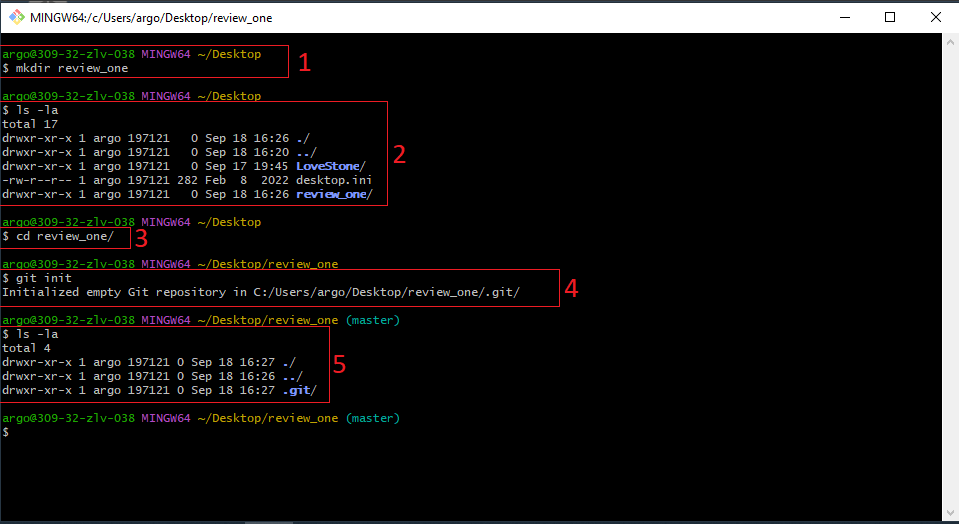 MINGW64:/c/Users/argo/Desktop/review_one
argo@309-32-zlv-038 MINGW64 ~/Desktop
$ mkdir review_one
1
argo@309-32-zlv-038 MINGW64 ~/Desktop
$ ls -la
total 17
drwxr-xr-x 1 argo 197121   0 Sep 18 16:26 ./
drwxr-xr-x 1 argo 197121   0 Sep 18 16:20 ../
drwxr-xr-x 1 argo 197121   0 Sep 17 19:45 LoveStone/
-rw-r--r-- 1 argo 197121 282 Feb  8  2022 desktop.ini
drwxr-xr-x 1 argo 197121   0 Sep 18 16:26 review_one/
2
argo@309-32-zlv-038 MINGW64 ~/Desktop
$ cd review_one/
3
argo@309-32-zlv-038 MINGW64 ~/Desktop/review_one
$ git init
Initialized empty Git repository in C:/Users/argo/Desktop/review_one/.git/
4
argo@309-32-zlv-038 MINGW64 ~/Desktop/review_one (master)
$ ls -la
total 4
drwxr-xr-x 1 argo 197121 0 Sep 18 16:27 ./
drwxr-xr-x 1 argo 197121 0 Sep 18 16:26 ../
drwxr-xr-x 1 argo 197121 0 Sep 18 16:27 .git/
5
argo@309-32-zlv-038 MINGW64 ~/Desktop/review_one (master)
$